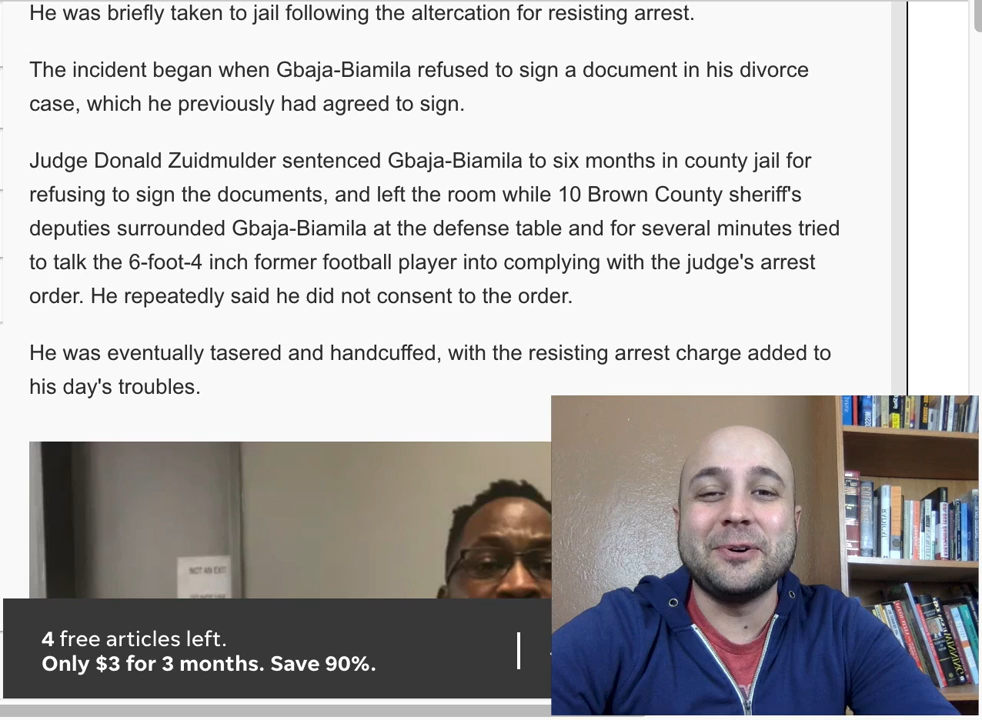 He was briefly taken to jail following the altercation for resisting arrest.
The incident began when Gbaja-Biamila refused to sign a document in his divorce
case, which he previously had agreed to sign.
Judge Donald Zuidmulder sentenced Gbaja-Biamila to six months in county jail for
refusing to sign the documents, and left the room while 10 Brown County sheriff's
deputies surrounded Gbaja-Biamila at the defense table and for several minutes tried
to talk the 6-foot-4 inch former football player into complying with the judge's arrest
order. He repeatedly said he did not consent to the order.
He was eventually tasered and handcuffed, with the resisting arrest charge added to
his day's troubles.
NOT AN EXIT
4 free articles left.
Only $3 for 3 months. Save 90%.